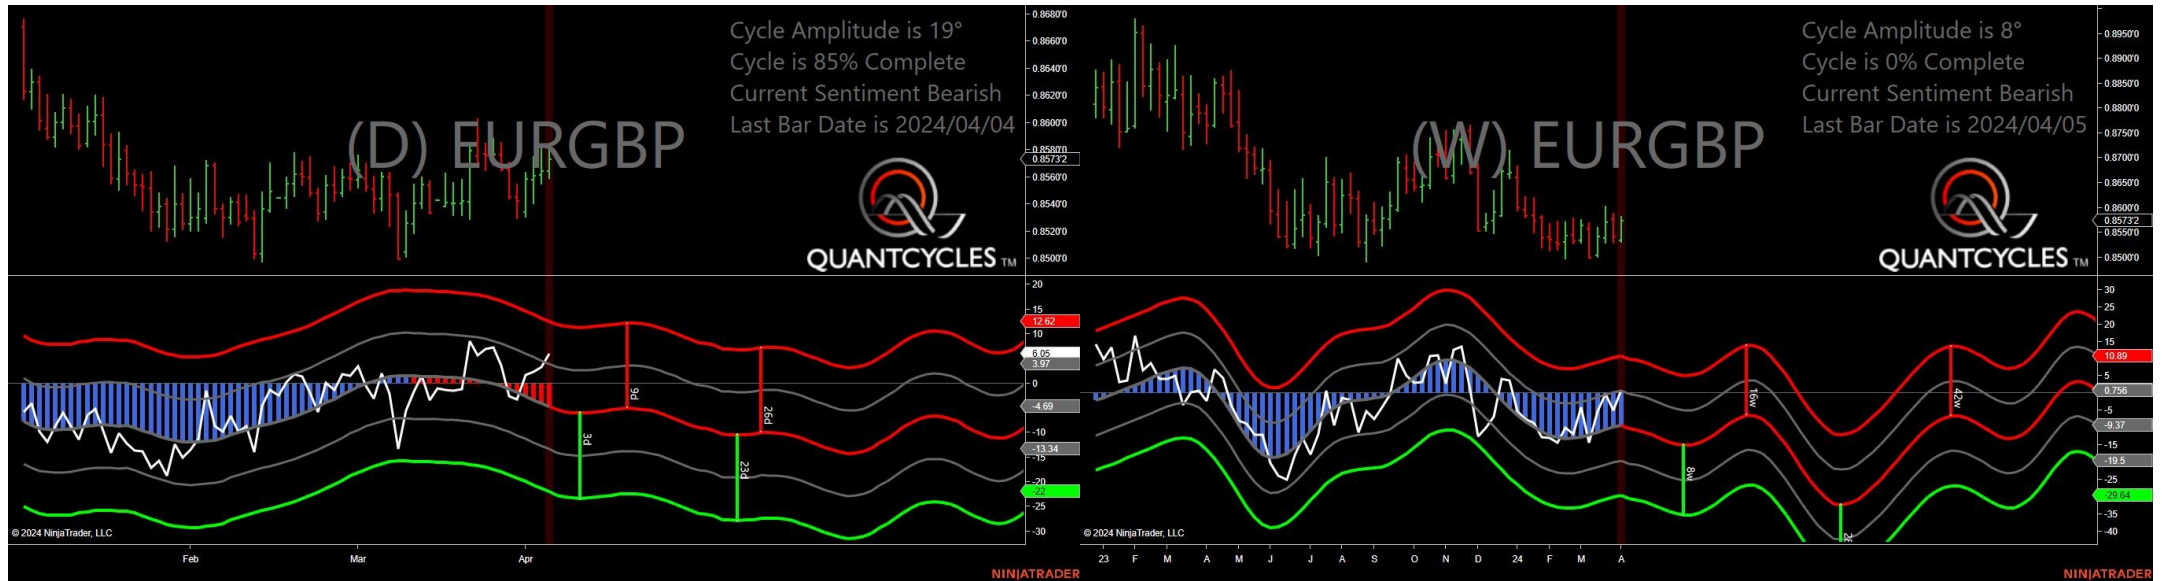 Cycle Amplitude is 19°
Cycle is 85% Complete
Current Sentiment Bearish
Last Bar Date is 2024/04/04
(D) EURGBP
QUANTCYCLES TM
0.8680'0
0.8660'0
0.8640'0
0.8620'0
0.8600'0
0.8580'0
0.8573'2
0.8560'0
0.8540'0
0.8520'0
0.8500'0
20
15
12.62
10
6.05
3.97
0
-4.69
-10
-13.34
-15
-20
-22
-25
-30
3d
9d
23d
26d
© 2024 NinjaTrader, LLC
Feb Mar Apr
NINJATRADER
Cycle Amplitude is 8°
Cycle is 0% Complete
Current Sentiment Bearish
Last Bar Date is 2024/04/05
(W) EURGBP
QUANTCYCLES TM
0.8950'0
0.8900'0
0.8850'0
0.8800'0
0.8750'0
0.8700'0
0.8650'0
0.8600'0
0.8573'2
0.8550'0
0.8500'0
30
25
20
15
10.89
5
0.756
-5
-9.37
-15
-19.5
-25
-29.64
-35
-40
8w
16w
42w
© 2024 NinjaTrader, LLC
23 F M A M J J A S O N D 24 F M A
NINJATRADER